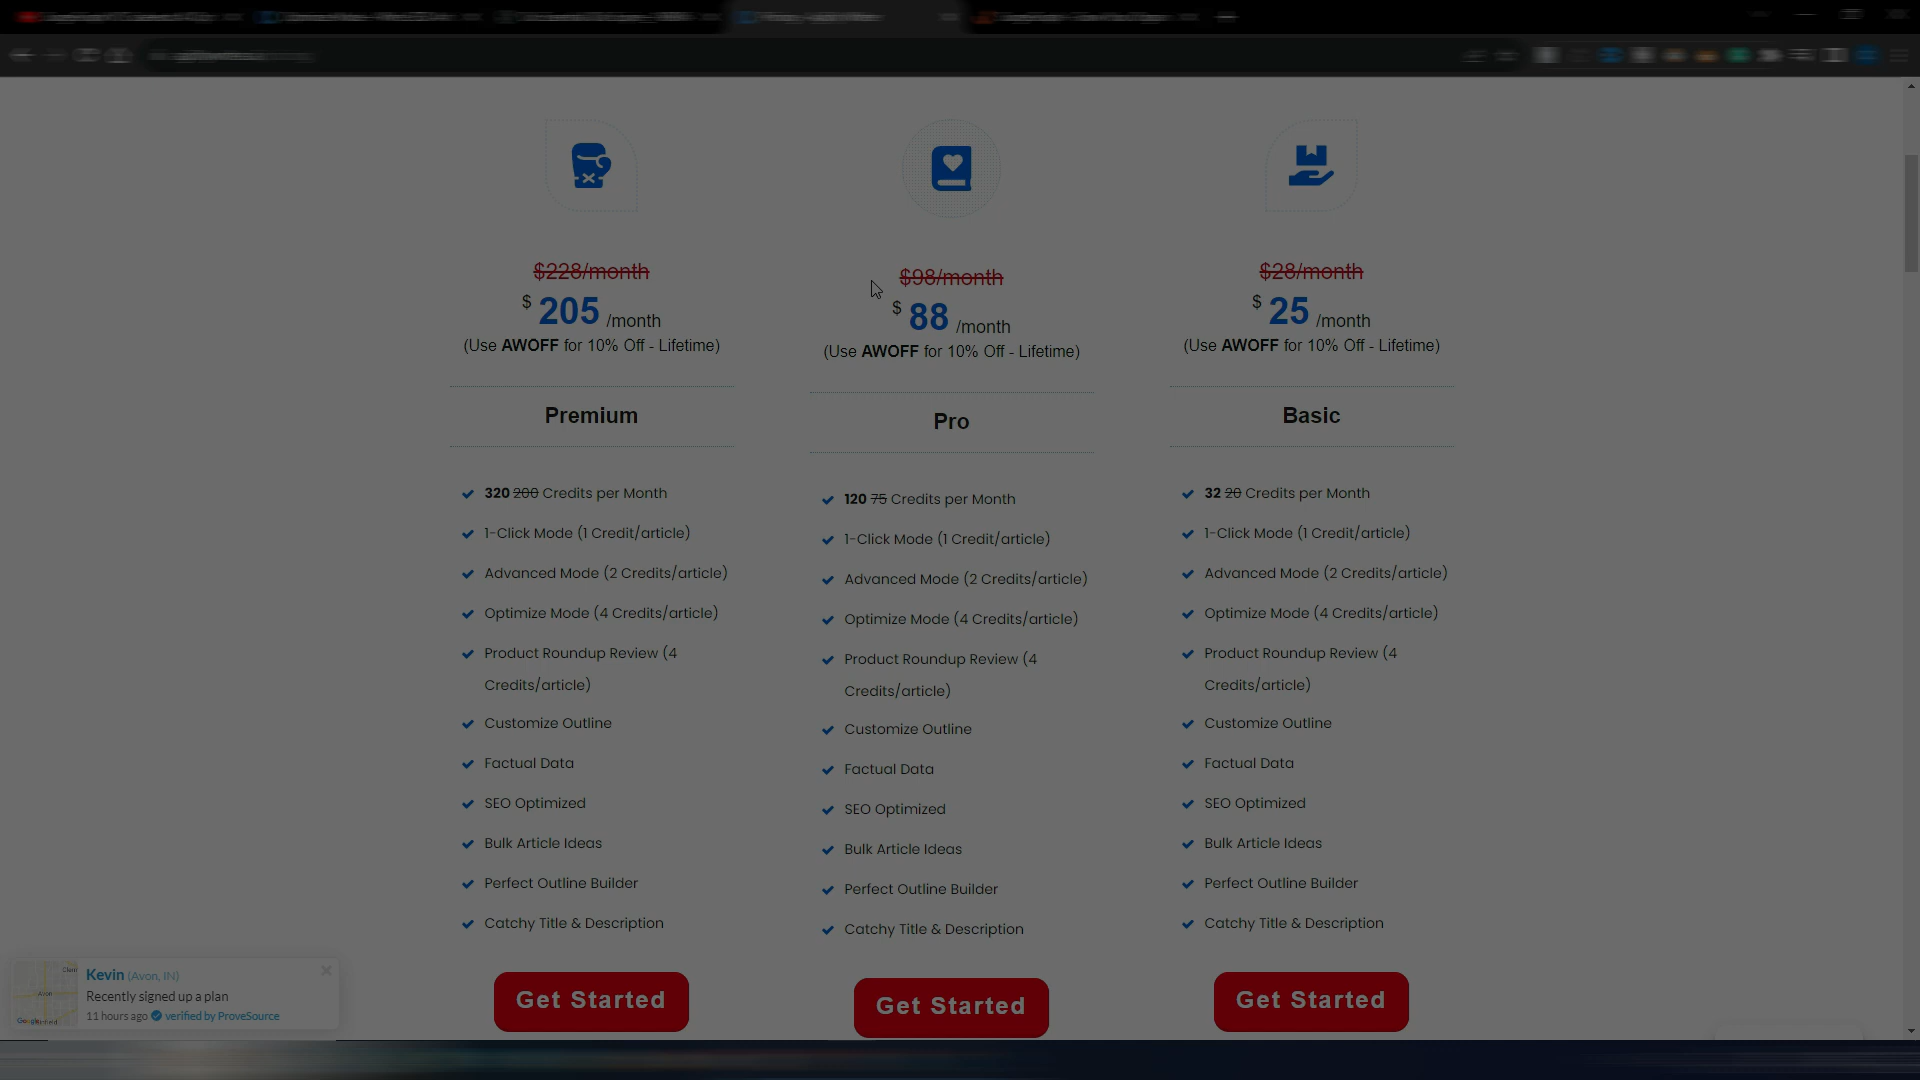 $228/month
$ 205 /month
(Use AWOFF for 10% Off - Lifetime)
Premium
320 200 Credits per Month
1-Click Mode (1 Credit/article)
Advanced Mode (2 Credits/article)
Optimize Mode (4 Credits/article)
Product Roundup Review (4
Credits/article)
Customize Outline
Factual Data
SEO Optimized
Bulk Article Ideas
Perfect Outline Builder
Catchy Title & Description
Get Started
$98/month
$ 88 /month
(Use AWOFF for 10% Off - Lifetime)
Pro
120 75 Credits per Month
1-Click Mode (1 Credit/article)
Advanced Mode (2 Credits/article)
Optimize Mode (4 Credits/article)
Product Roundup Review (4
Credits/article)
Customize Outline
Factual Data
SEO Optimized
Bulk Article Ideas
Perfect Outline Builder
Catchy Title & Description
Get Started
$28/month
$ 25 /month
(Use AWOFF for 10% Off - Lifetime)
Basic
32 20 Credits per Month
1-Click Mode (1 Credit/article)
Advanced Mode (2 Credits/article)
Optimize Mode (4 Credits/article)
Product Roundup Review (4
Credits/article)
Customize Outline
Factual Data
SEO Optimized
Bulk Article Ideas
Perfect Outline Builder
Catchy Title & Description
Get Started
Kevin (Avon, IN)
Recently signed up a plan
11 hours ago verified by ProveSource
Avon